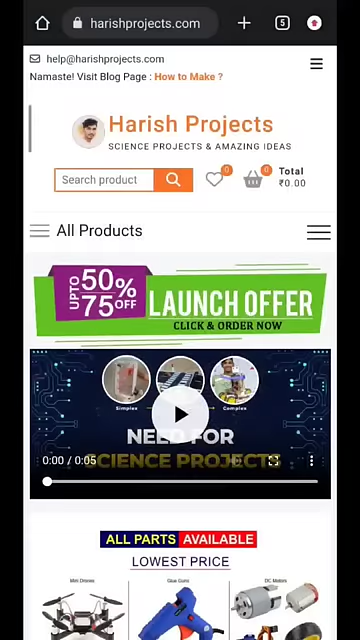 harishprojects.com
5
help@harishprojects.com
Namaste! Visit Blog Page : How to Make ?
Harish Projects
SCIENCE PROJECTS & AMAZING IDEAS
Search product
0
0
Total
₹0.00
All Products
UPTO 50%
75% OFF
LAUNCH OFFER
CLICK & ORDER NOW
Simplex
Complex
NEED FOR
SCIENCE PROJECTS
0:00 / 0:05
ALL PARTS AVAILABLE
LOWEST PRICE
Mini Drones
Glue Guns
DC Motors